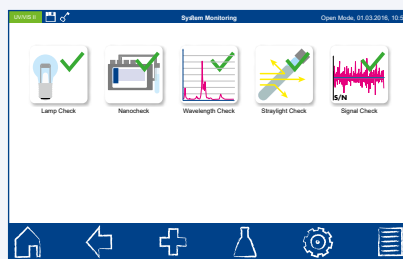 UV/VIS II
System Monitoring
Open Mode, 01.03.2016, 10:5
S/N
Lamp Check
Nanocheck
Wavelength Check
Straylight Check
Signal Check